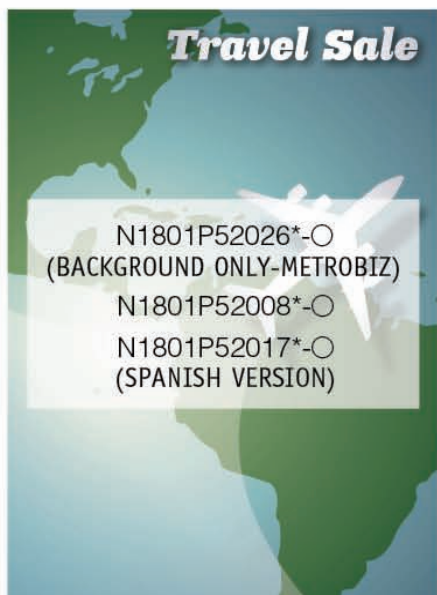 Travel Sale
N1801P52026*-○
(BACKGROUND ONLY-METROBIZ)
N1801P52008*-○
N1801P52017*-○
(SPANISH VERSION)